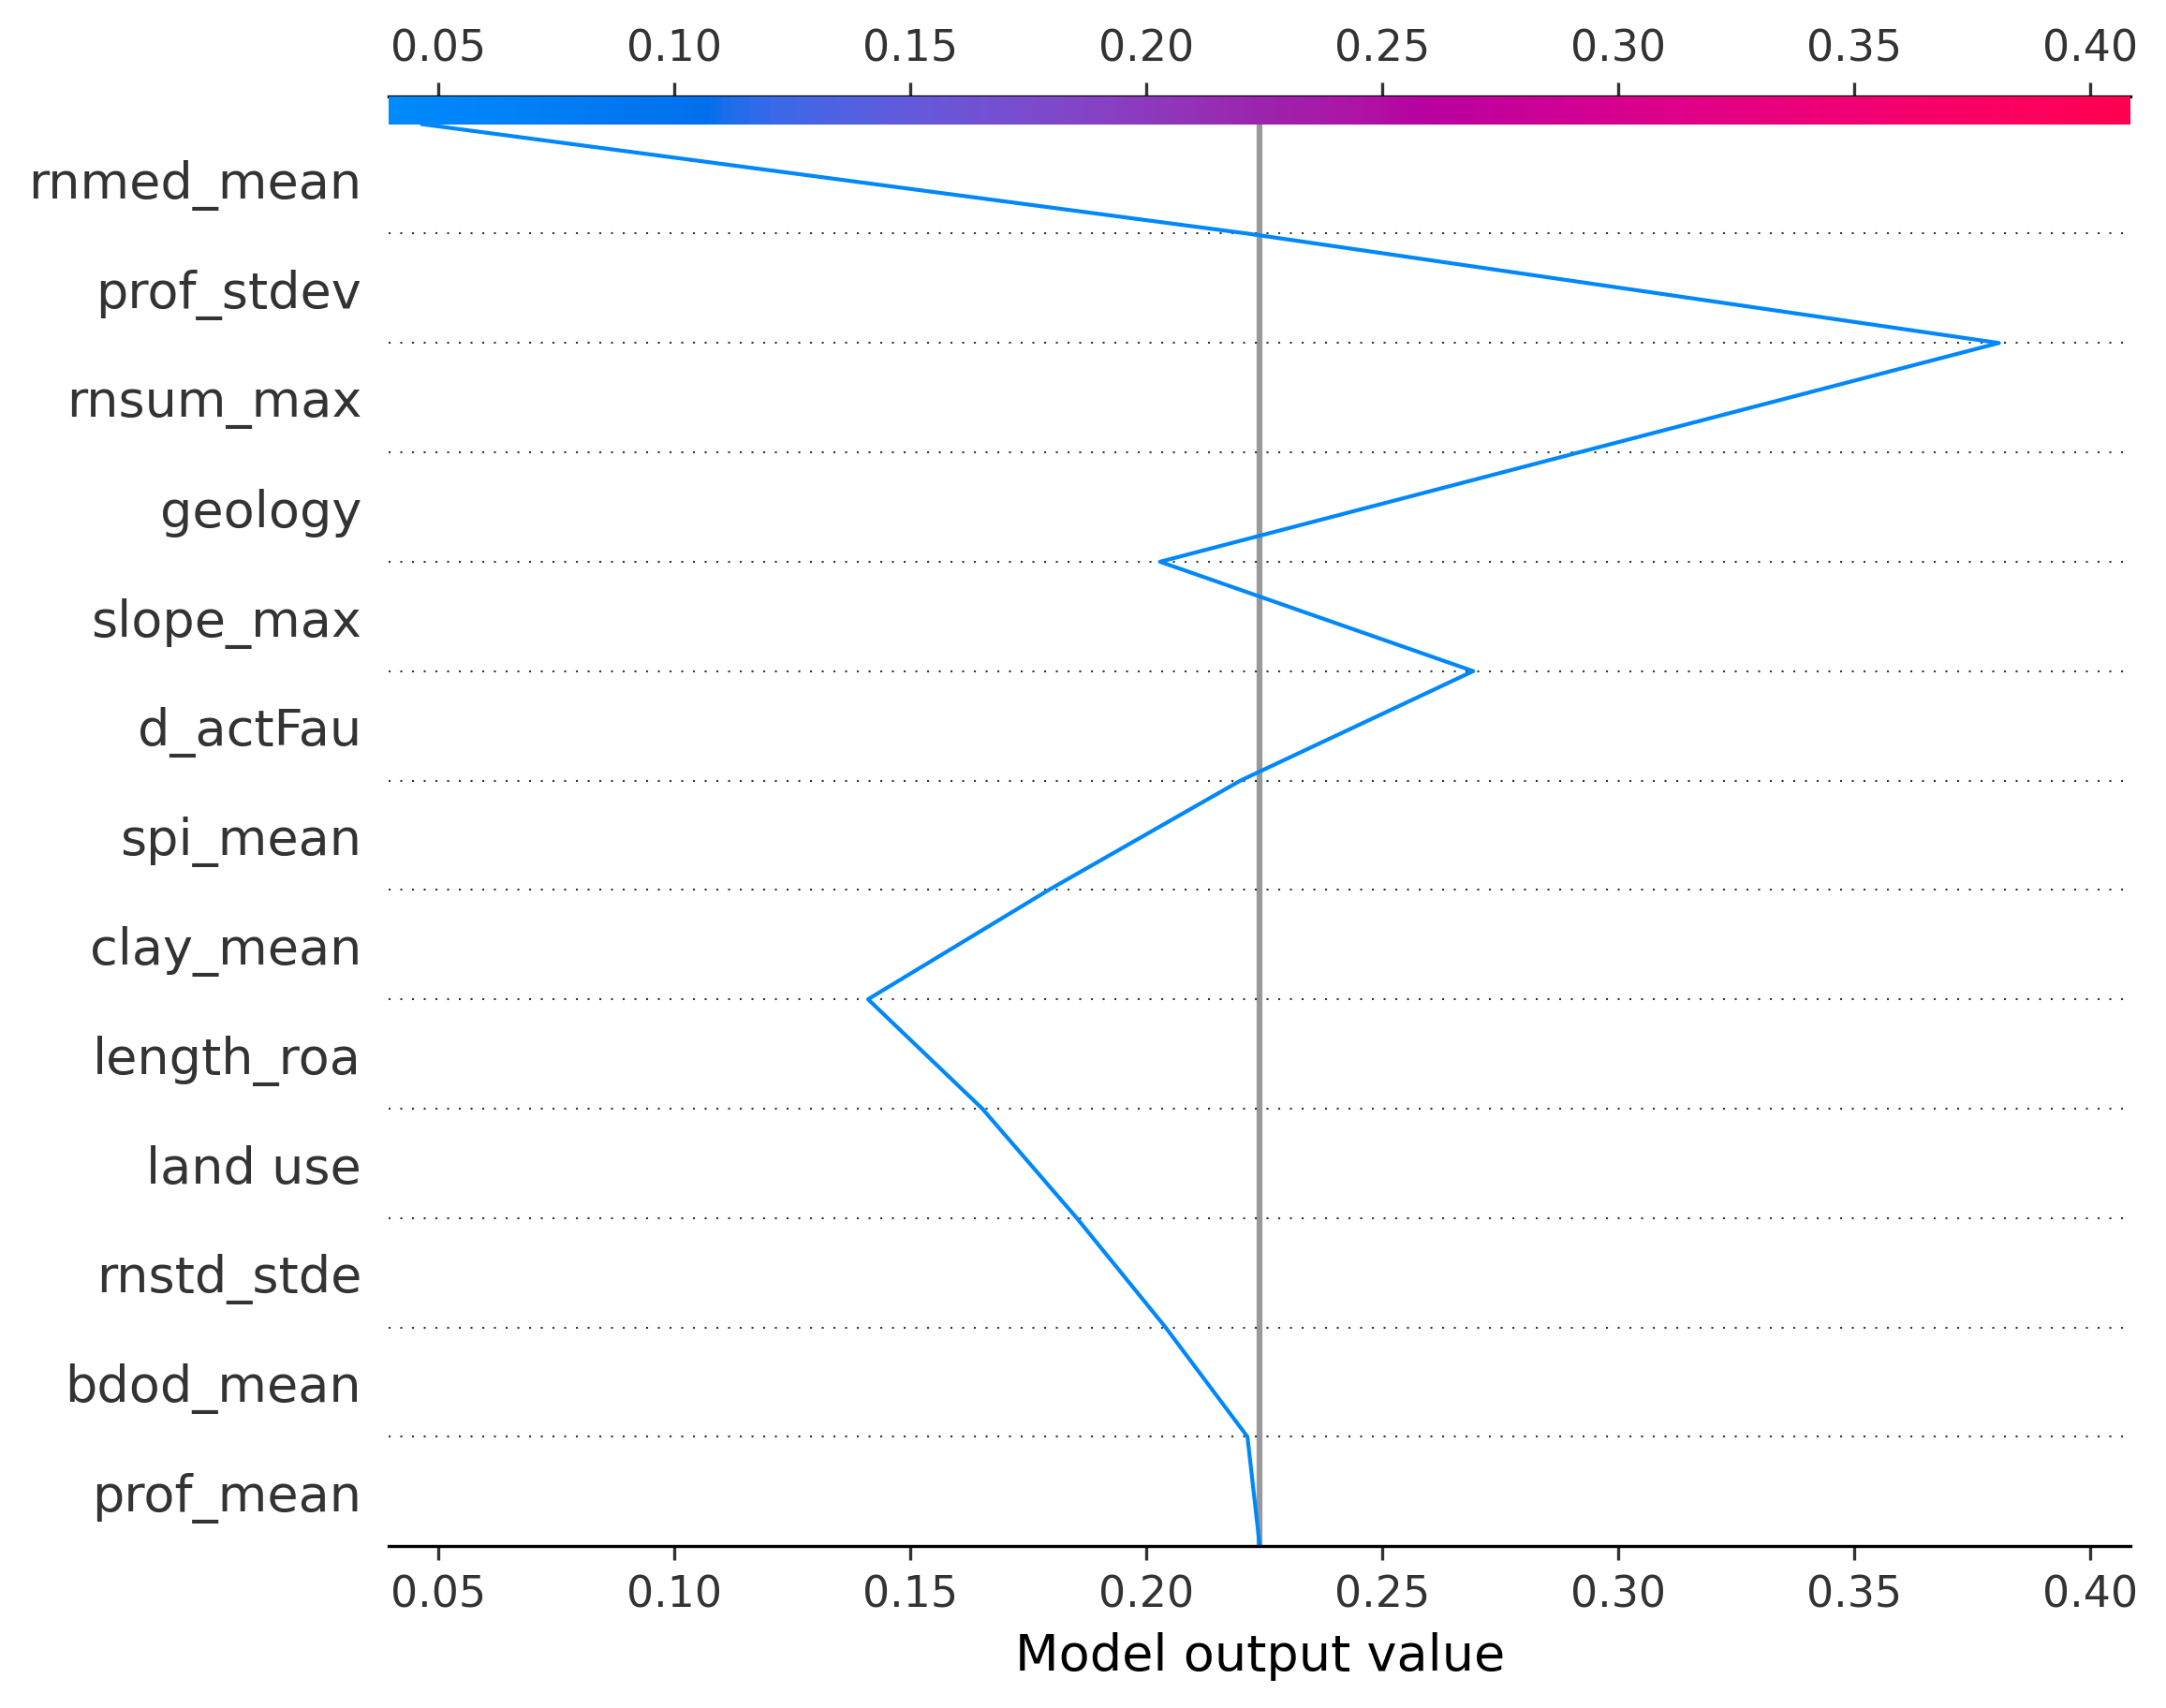 0.05 0.10 0.15 0.20 0.25 0.30 0.35 0.40
rnmed_mean
prof_stdev
rnsum_max
geology
slope_max
d_actFau
spi_mean
clay_mean
length_roa
land use
rnstd_stde
bdod_mean
prof_mean
0.05 0.10 0.15 0.20 0.25 0.30 0.35 0.40
Model output value